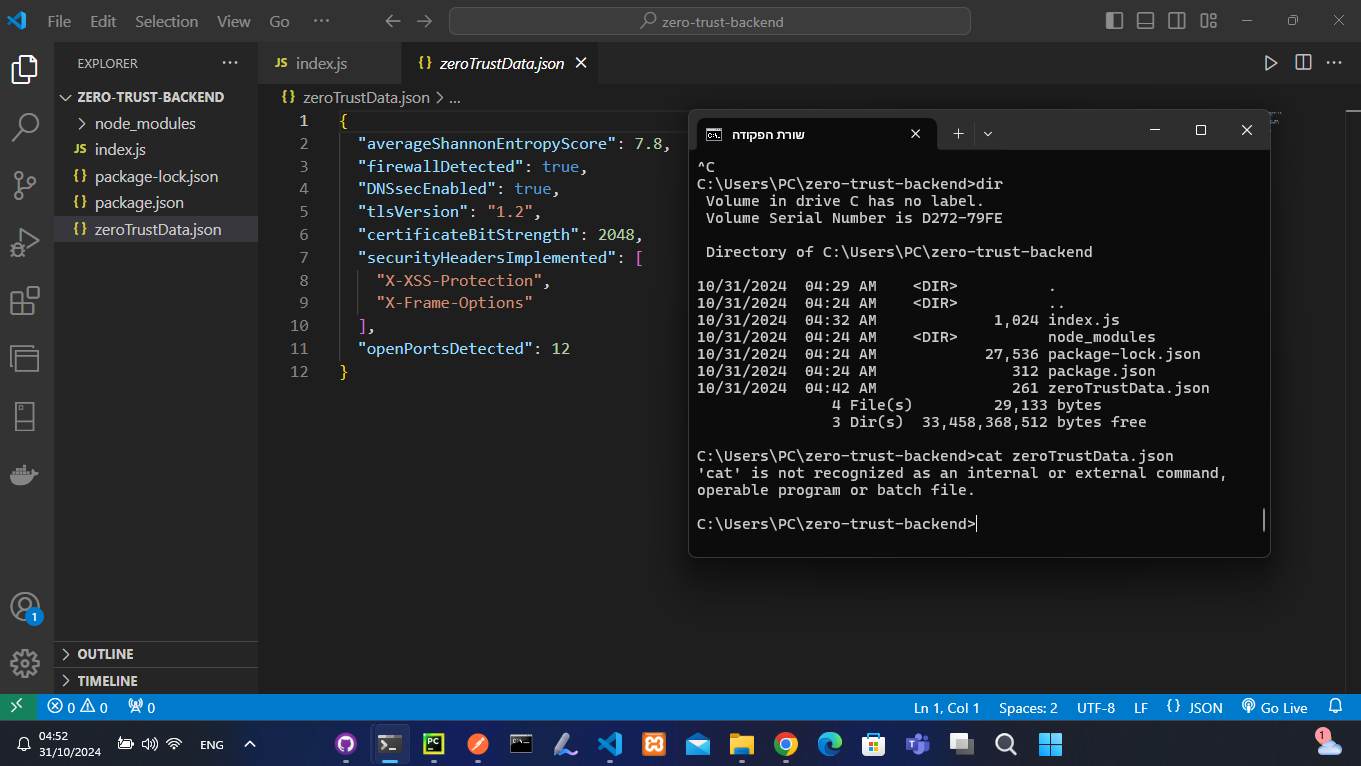 File Edit Selection View Go ···
zero-trust-backend
EXPLORER ···
ZERO-TRUST-BACKEND
node_modules
JS index.js
{} package-lock.json
{} package.json
{} zeroTrustData.json
OUTLINE
TIMELINE
JS index.js
{} zeroTrustData.json
{} zeroTrustData.json > ...
1 {
2 "averageShannonEntropyScore": 7.8,
3 "firewallDetected": true,
4 "DNSsecEnabled": true,
5 "tlsVersion": "1.2",
6 "certificateBitStrength": 2048,
7 "securityHeadersImplemented": [
8 "X-XSS-Protection",
9 "X-Frame-Options"
10 ],
11 "openPortsDetected": 12
12 }
שורת הפקודה
^C
C:\Users\PC\zero-trust-backend>dir
Volume in drive C has no label.
Volume Serial Number is D272-79FE
Directory of C:\Users\PC\zero-trust-backend
10/31/2024 04:29 AM <DIR> .
10/31/2024 04:24 AM <DIR> ..
10/31/2024 04:32 AM 1,024 index.js
10/31/2024 04:24 AM <DIR> node_modules
10/31/2024 04:24 AM 27,536 package-lock.json
10/31/2024 04:24 AM 312 package.json
10/31/2024 04:42 AM 261 zeroTrustData.json
4 File(s) 29,133 bytes
3 Dir(s) 33,458,368,512 bytes free
C:\Users\PC\zero-trust-backend>cat zeroTrustData.json
'cat' is not recognized as an internal or external command,
operable program or batch file.
C:\Users\PC\zero-trust-backend>
1
0 0 0
Ln 1, Col 1 Spaces: 2 UTF-8 LF {} JSON Go Live
04:52
31/10/2024
ENG
PC
1